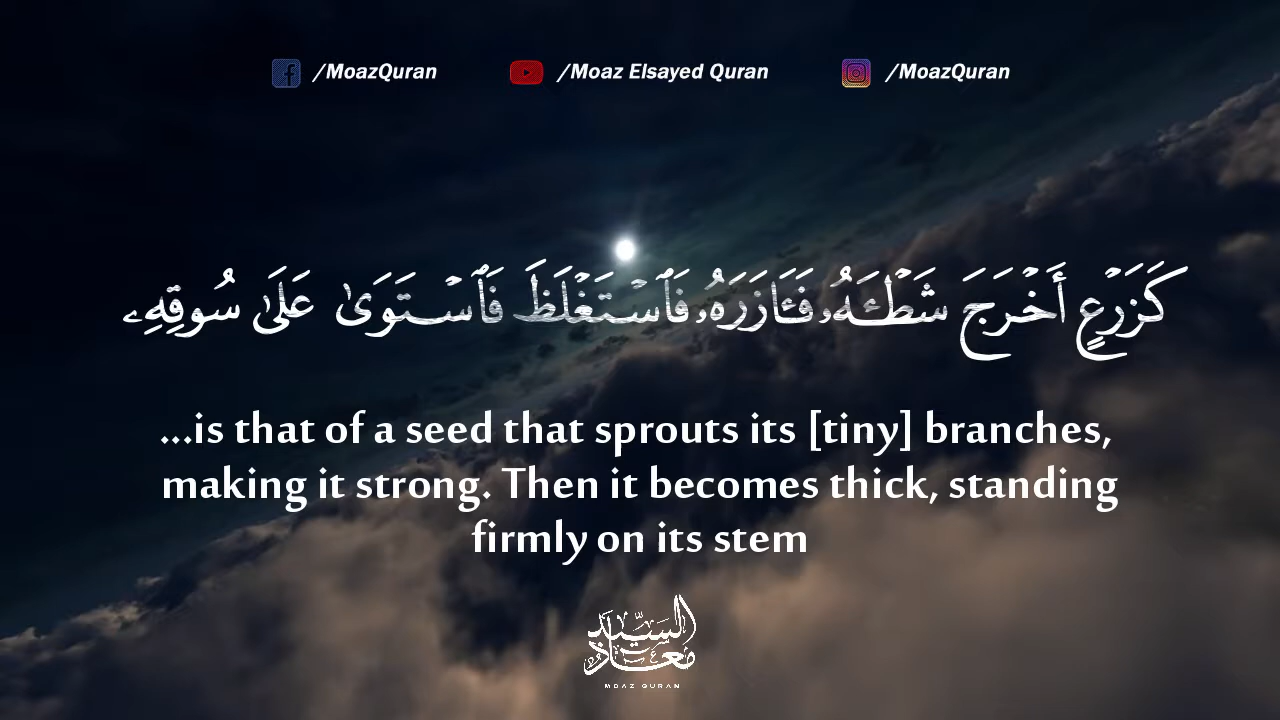 /MoazQuran /Moaz Elsayed Quran /MoazQuran
كَزَرْعٍ أَخْرَجَ شَطْـَٔهُۥ فَـَٔازَرَهُۥ فَٱسْتَغْلَظَ فَٱسْتَوَىٰ عَلَىٰ سُوقِهِۦ
...is that of a seed that sprouts its [tiny] branches,
making it strong. Then it becomes thick, standing
firmly on its stem
السيد
معاذ
MOAZ QURAN